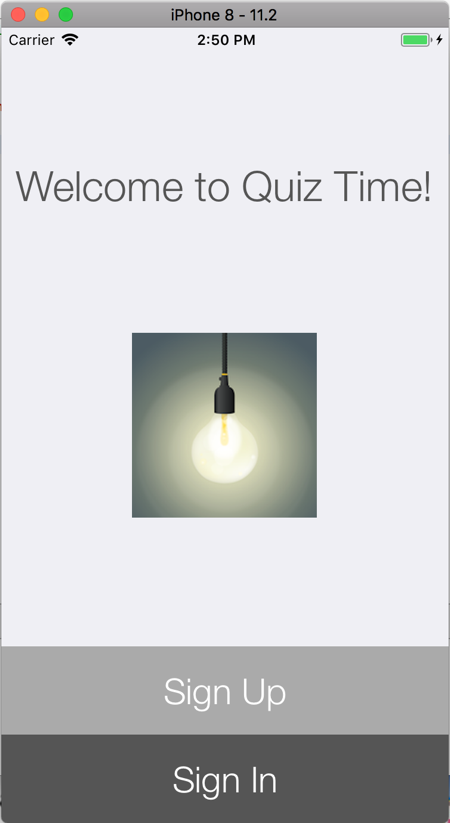 iPhone 8 - 11.2
Carrier 2:50 PM
Welcome to Quiz Time!
Sign Up
Sign In